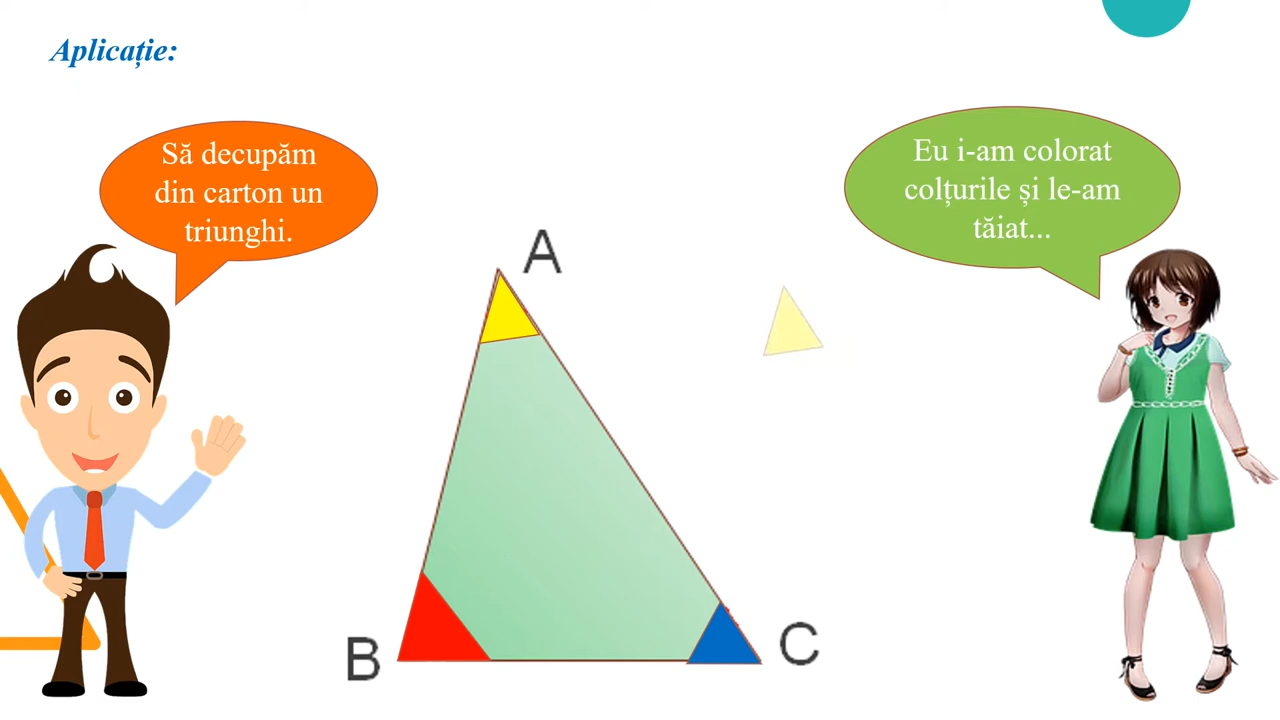 Aplicație:
Să decupăm
din carton un
triunghi.
Eu i-am colorat
colțurile și le-am
tăiat...
A
B
C